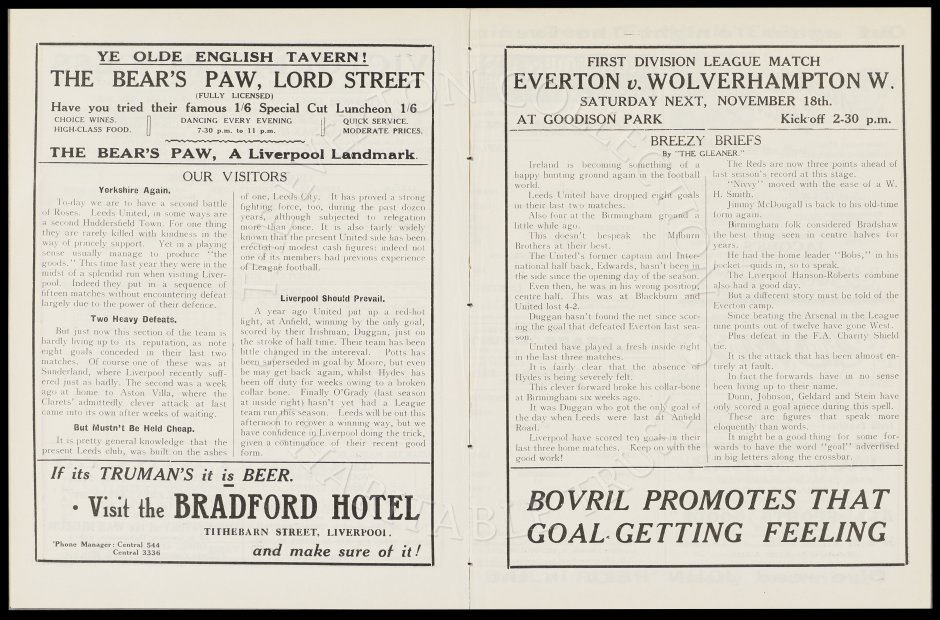 YE OLDE ENGLISH TAVERN!
THE BEAR'S PAW, LORD STREET
(FULLY LICENSED)
Have you tried their famous 1/6 Special Cut Luncheon 1/6
CHOICE WINES.
HIGH-CLASS FOOD.
DANCING EVERY EVENING
7-30 p.m. to 11 p.m.
QUICK SERVICE.
MODERATE PRICES.
THE BEAR'S PAW, A Liverpool Landmark.
OUR VISITORS
Yorkshire Again.
To-day we are to have a second battle
of Roses. Leeds United, in some ways are
a second Huddersfield Town. For one thing
they are rarely killed with kindness in the
way of princely support. Yet in a playing
sense usually manage to produce "the
goods." This time last year they were in the
midst of a splendid run when visiting Liver-
pool. Indeed they put in a sequence of
fifteen matches without encountering defeat
largely due to the power of their defence.
Two Heavy Defeats.
But just now this section of the team is
hardly living up to its reputation, as note
eight goals conceded in their last two
matches. Of course one of these was at
Sunderland, where Liverpool recently suff-
ered just as badly. The second was a week
ago at home to Aston Villa, where the
Clarets' admittedly clever attack at last
came into its own after weeks of waiting.
But Mustn't Be Held Cheap.
It is pretty general knowledge that the
present Leeds club, was built on the ashes
of one, Leeds City. It has proved a strong
fighting force, too, during the past dozen
years, although subjected to relegation
more than once. It is also fairly widely
known that the present United side has been
erected on modest cash figures: indeed not
one of its members had previous experience
of League football.
Liverpool Should Prevail.
A year ago United put up a red-hot
fight, at Anfield, winning by the only goal,
scored by their Irishman, Duggan, just on
the stroke of half time. Their team has been
little changed in the intereval. Potts has
been superseded in goal by Moore, but even
he may get back again, whilst Hydes has
been off duty for weeks owing to a broken
collar bone. Finally O'Grady (last season
at inside right) hasn't yet had a League
team run this season. Leeds will be out this
afternoon to recover a winning way, but we
have confidence in Liverpool doing the trick,
given a continuance of their recent good
form.
If its TRUMAN'S it is BEER.
• Visit the BRADFORD HOTEL
TITHEBARN STREET, LIVERPOOL.
'Phone Manager: Central 544
Central 3336
and make sure of it!
FIRST DIVISION LEAGUE MATCH
EVERTON v. WOLVERHAMPTON W.
SATURDAY NEXT, NOVEMBER 18th.
AT GOODISON PARK
Kick-off 2-30 p.m.
BREEZY BRIEFS
By "THE GLEANER."
Ireland is becoming something of a
happy hunting ground again in the football
world.
Leeds United have dropped eight goals
in their last two matches.
Also four at the Birmingham ground a
little while ago.
This doesn't bespeak the Milburn
Brothers at their best.
The United's former captain and Inter-
national half back, Edwards, hasn't been in
the side since the opening day of the season.
Even then, he was in his wrong position,
centre half. This was at Blackburn and
United lost 4-2.
Duggan hasn't found the net since scor-
ing the goal that defeated Everton last sea-
son.
United have played a fresh inside right
in the last three matches.
It is fairly clear that the absence of
Hydes is being severely felt.
This clever forward broke his collar-bone
at Birmingham six weeks ago.
It was Duggan who got the only goal of
the day when Leeds were last at Anfield
Road.
Liverpool have scored ten goals in their
last three home matches. Keep on with the
good work!
The Reds are now three points ahead of
last season's record at this stage.
"Nivvy" moved with the ease of a W.
H. Smith.
Jimmy McDougall is back to his old-time
form again.
Birmingham folk considered Bradshaw
the best thing seen in centre halves for
years.
He had the home leader "Bobs," in his
pocket—quids in, so to speak.
The Liverpool Hanson-Roberts combine
also had a good day.
But a different story must be told of the
Everton camp.
Since beating the Arsenal in the League
nine points out of twelve have gone West.
Plus defeat in the F.A. Charity Shield
tie.
It is the attack that has been almost en-
tirely at fault.
In fact the forwards have in no sense
been living up to their name.
Dunn, Johnson, Geldard and Stein have
only scored a goal apiece during this spell.
These are figures that speak more
eloquently than words.
It might be a good thing for some for-
wards to have the word "goal" advertised
in big letters along the crossbar.
BOVRIL PROMOTES THAT
GOAL-GETTING FEELING